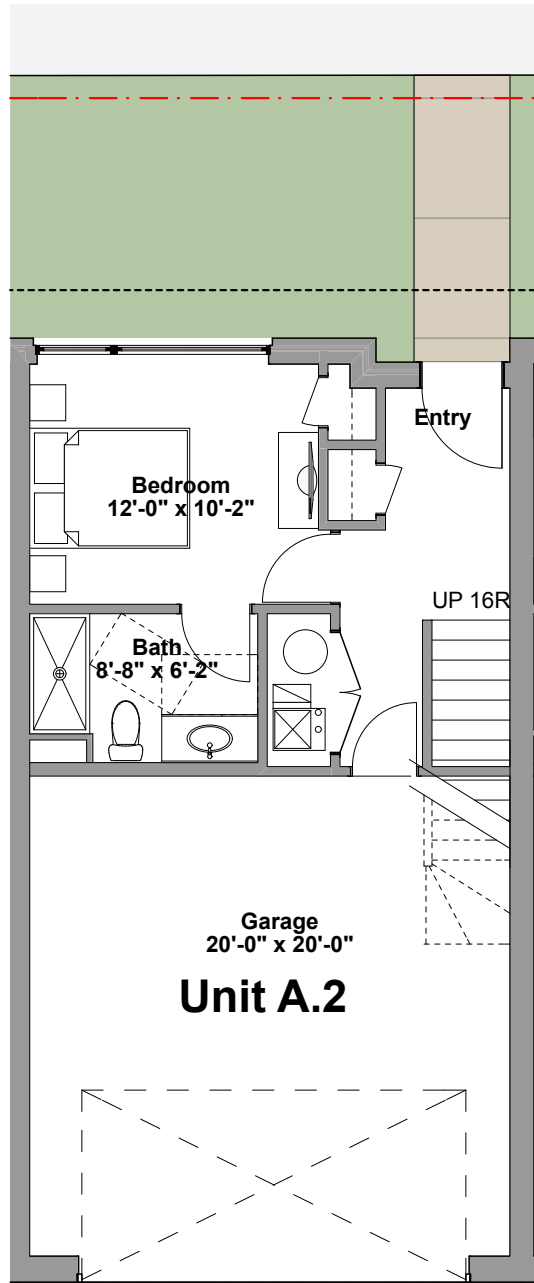 Entry
Bedroom
12'-0" x 10'-2"
UP 16R
Bath
8'-8" x 6'-2"
Garage
20'-0" x 20'-0"
Unit A.2